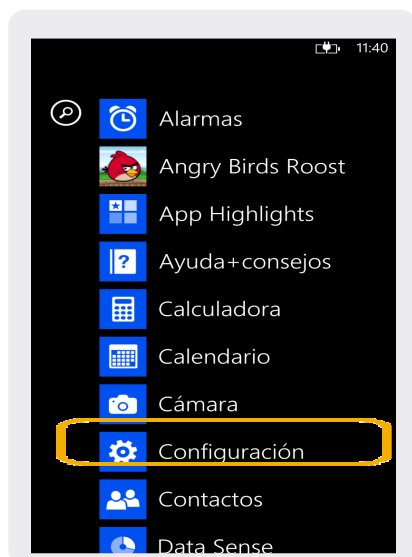 11:40
Alarmas
Angry Birds Roost
App Highlights
Ayuda+consejos
Calculadora
Calendario
Cámara
Configuración
Contactos
Data Sense